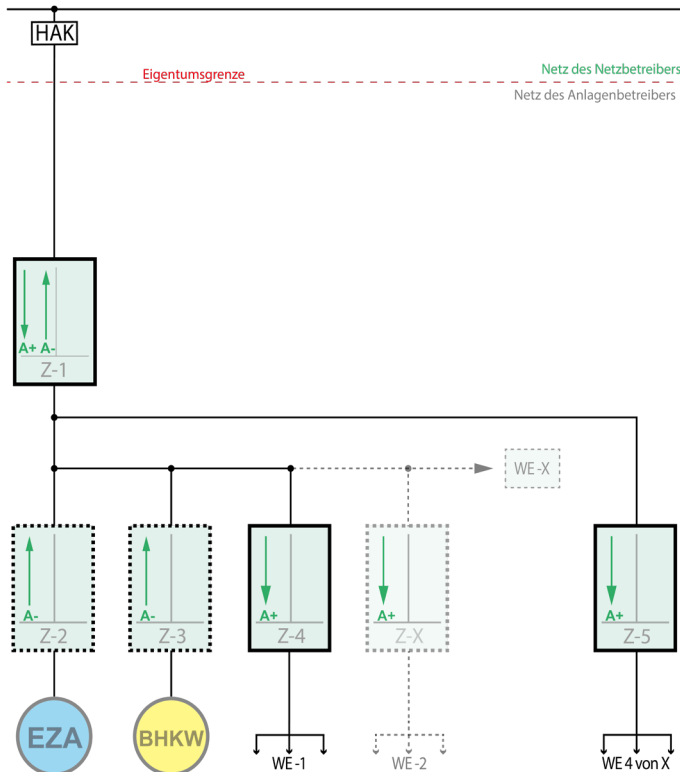 HAK
Eigentumsgrenze
Netz des Netzbetreibers
Netz des Anlagenbetreibers
A+ A-
Z-1
WE-X
A-
Z-2
A-
Z-3
A+
Z-4
A+
Z-X
A+
Z-5
EZA
BHKW
WE-1
WE-2
WE 4 von X